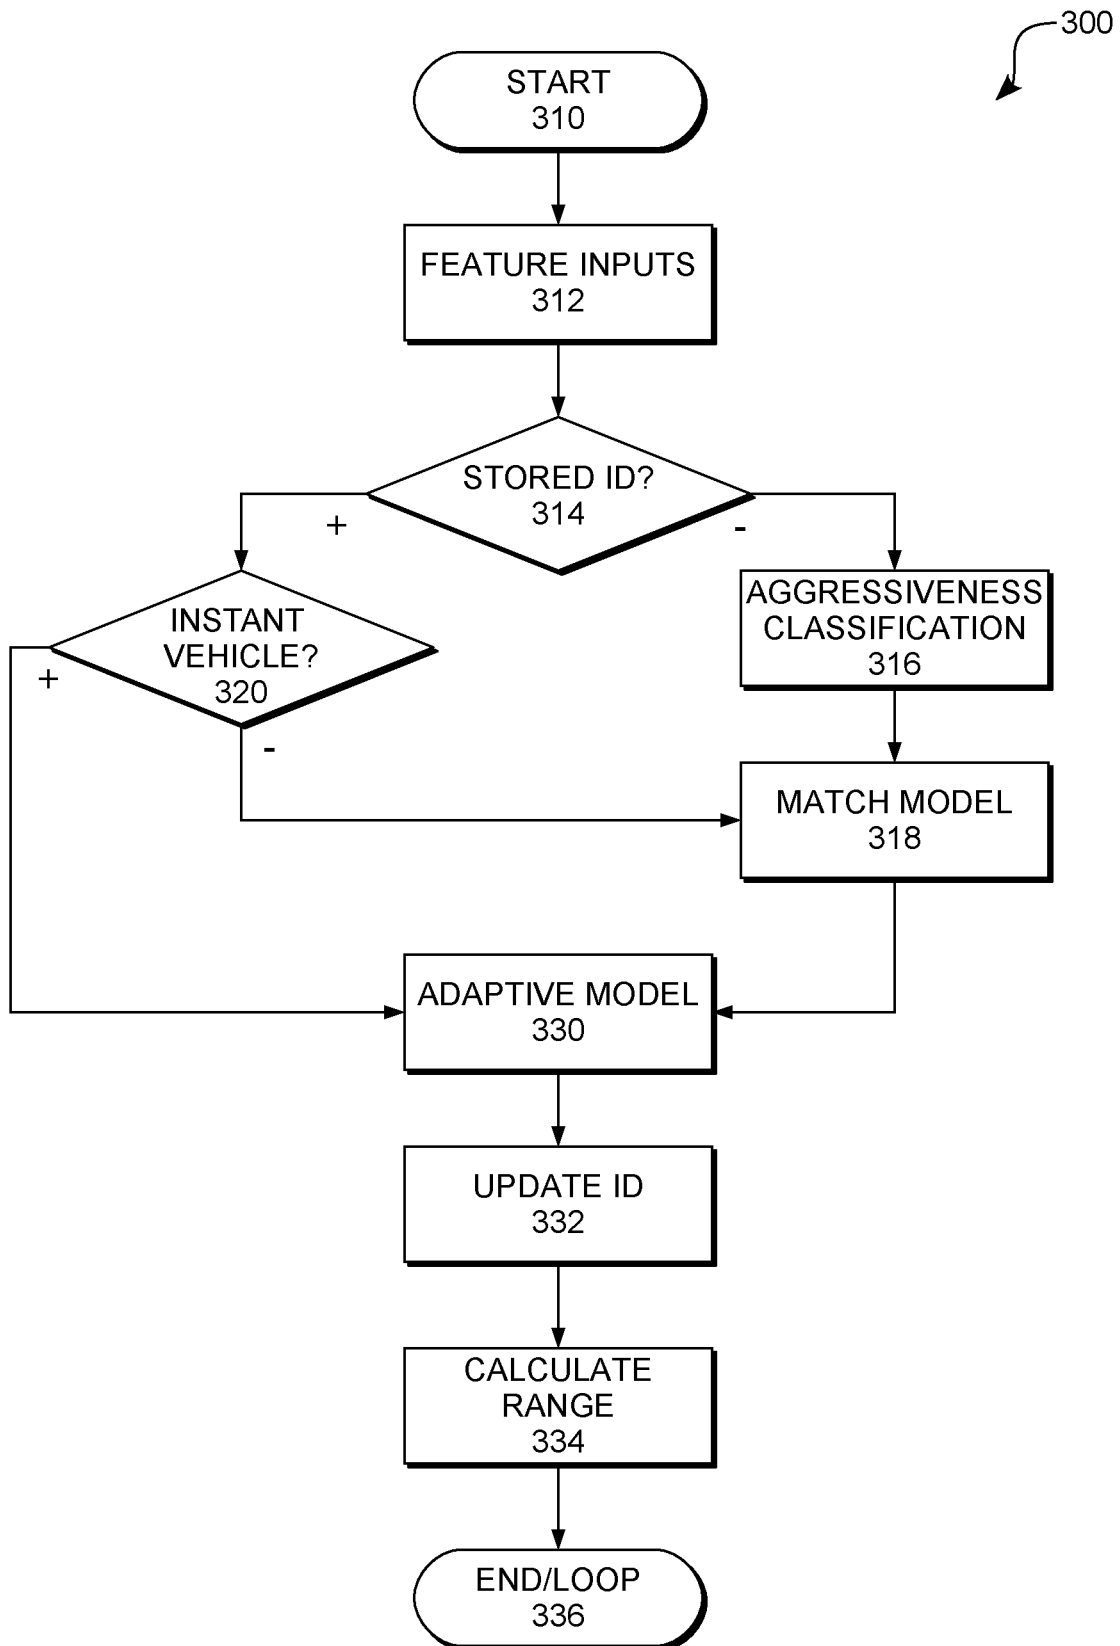 300
START
310
FEATURE INPUTS
312
STORED ID?
314
+
-
INSTANT
VEHICLE?
320
+
-
AGGRESSIVENESS
CLASSIFICATION
316
MATCH MODEL
318
ADAPTIVE MODEL
330
UPDATE ID
332
CALCULATE
RANGE
334
END/LOOP
336